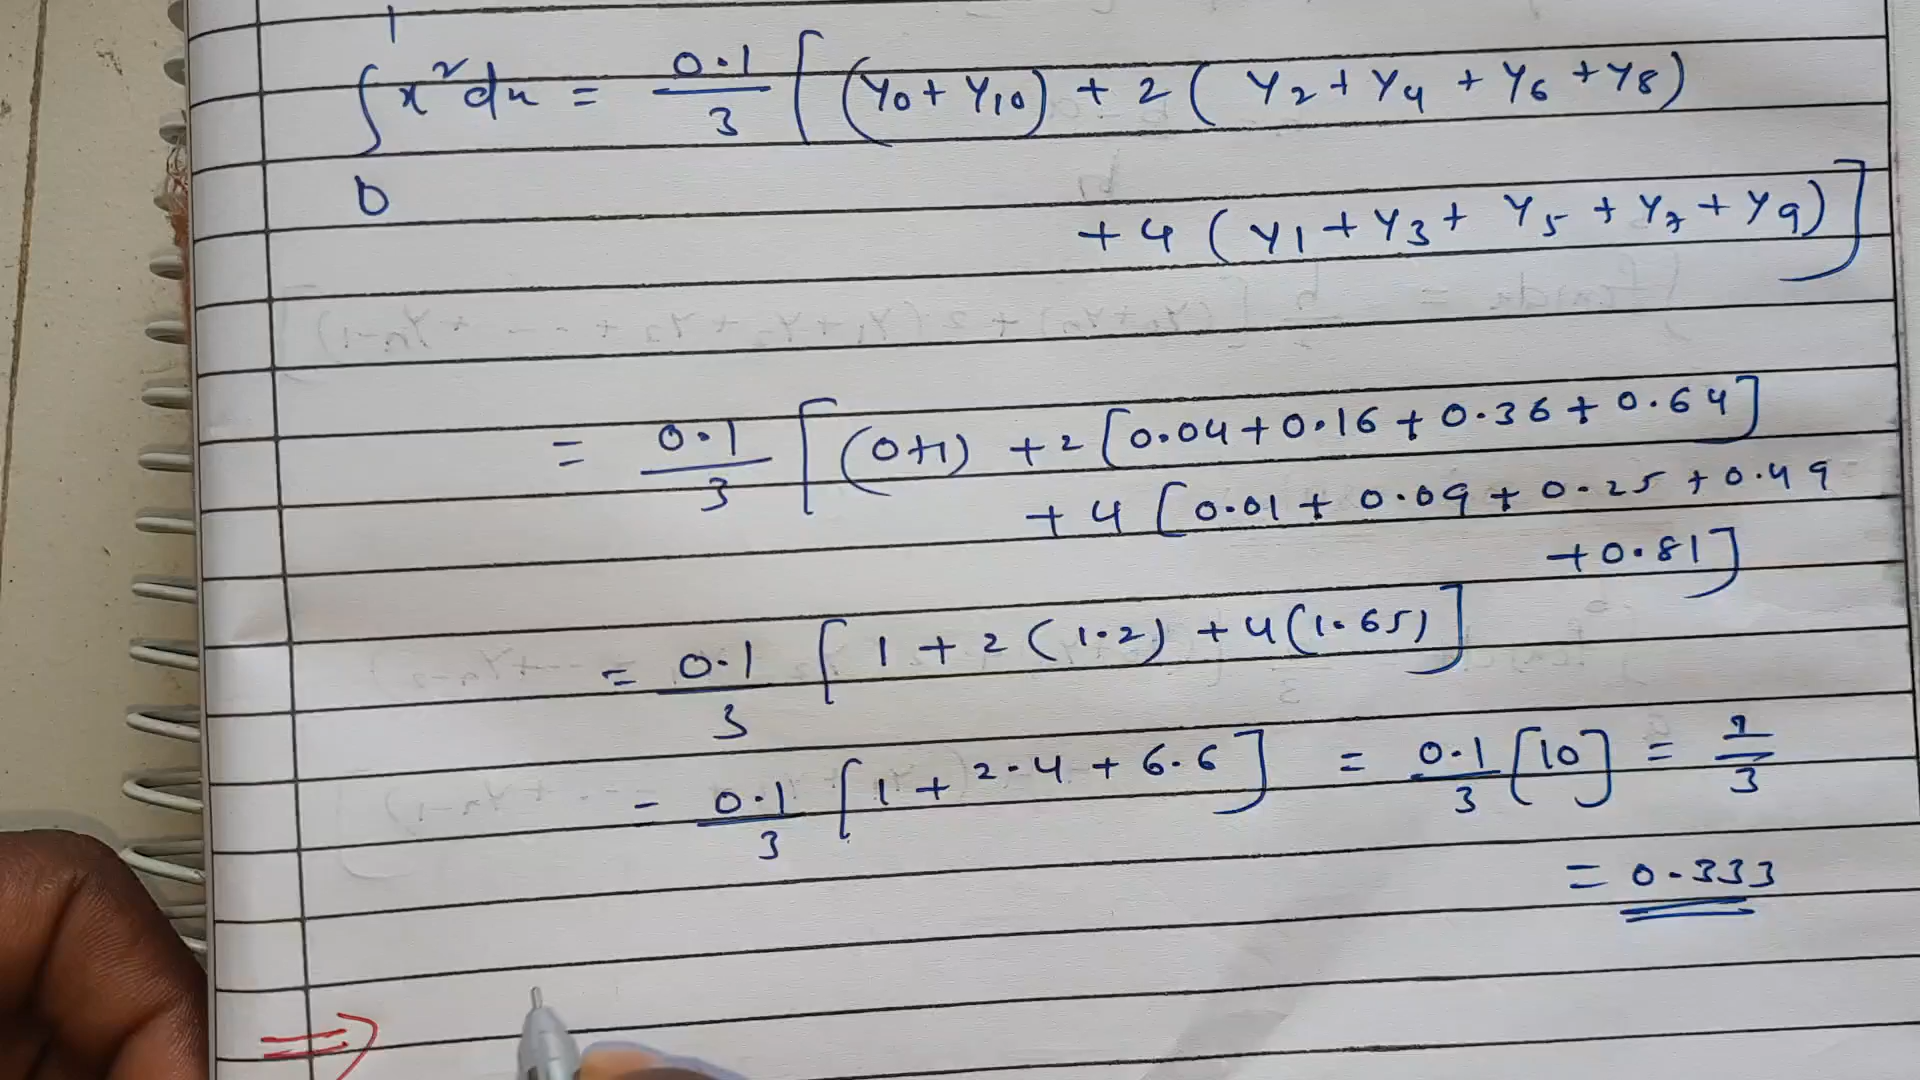 1
∫ x² dx = 0.1/3 [ (Y0 + Y10) + 2 ( Y2 + Y4 + Y6 + Y8)
0
+ 4 ( Y1 + Y3 + Y5 + Y7 + Y9) ]
= 0.1/3 [ (0+1) + 2 [0.04 + 0.16 + 0.36 + 0.64]
+ 4 [0.01 + 0.09 + 0.25 + 0.49
+ 0.81]
= 0.1/3 [ 1 + 2 (1.2) + 4 (1.65) ]
= 0.1/3 [ 1 + 2.4 + 6.6 ] = 0.1/3 [10] = 1/3
= 0.333
⇒